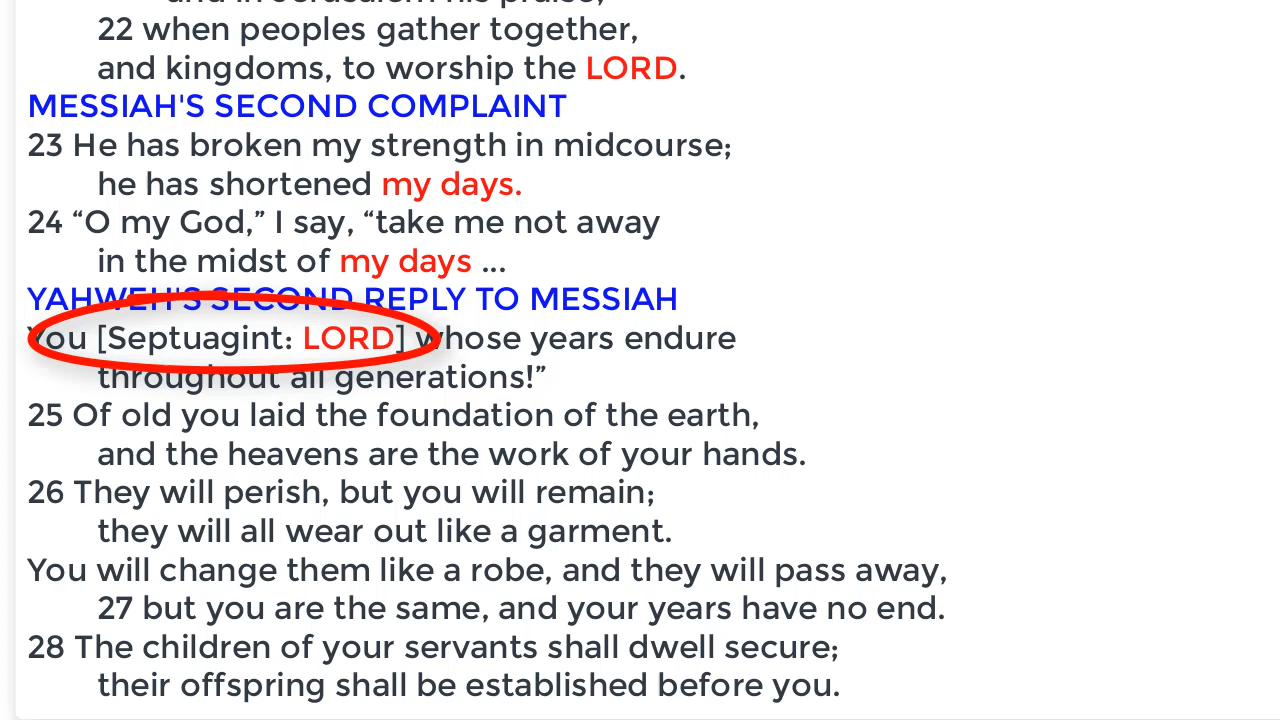 and in Jerusalem his praise,
22 when peoples gather together,
and kingdoms, to worship the LORD.
MESSIAH'S SECOND COMPLAINT
23 He has broken my strength in midcourse;
he has shortened my days.
24 “O my God,” I say, “take me not away
in the midst of my days ...
YAHWEH'S SECOND REPLY TO MESSIAH
You [Septuagint: LORD] whose years endure
throughout all generations!”
25 Of old you laid the foundation of the earth,
and the heavens are the work of your hands.
26 They will perish, but you will remain;
they will all wear out like a garment.
You will change them like a robe, and they will pass away,
27 but you are the same, and your years have no end.
28 The children of your servants shall dwell secure;
their offspring shall be established before you.